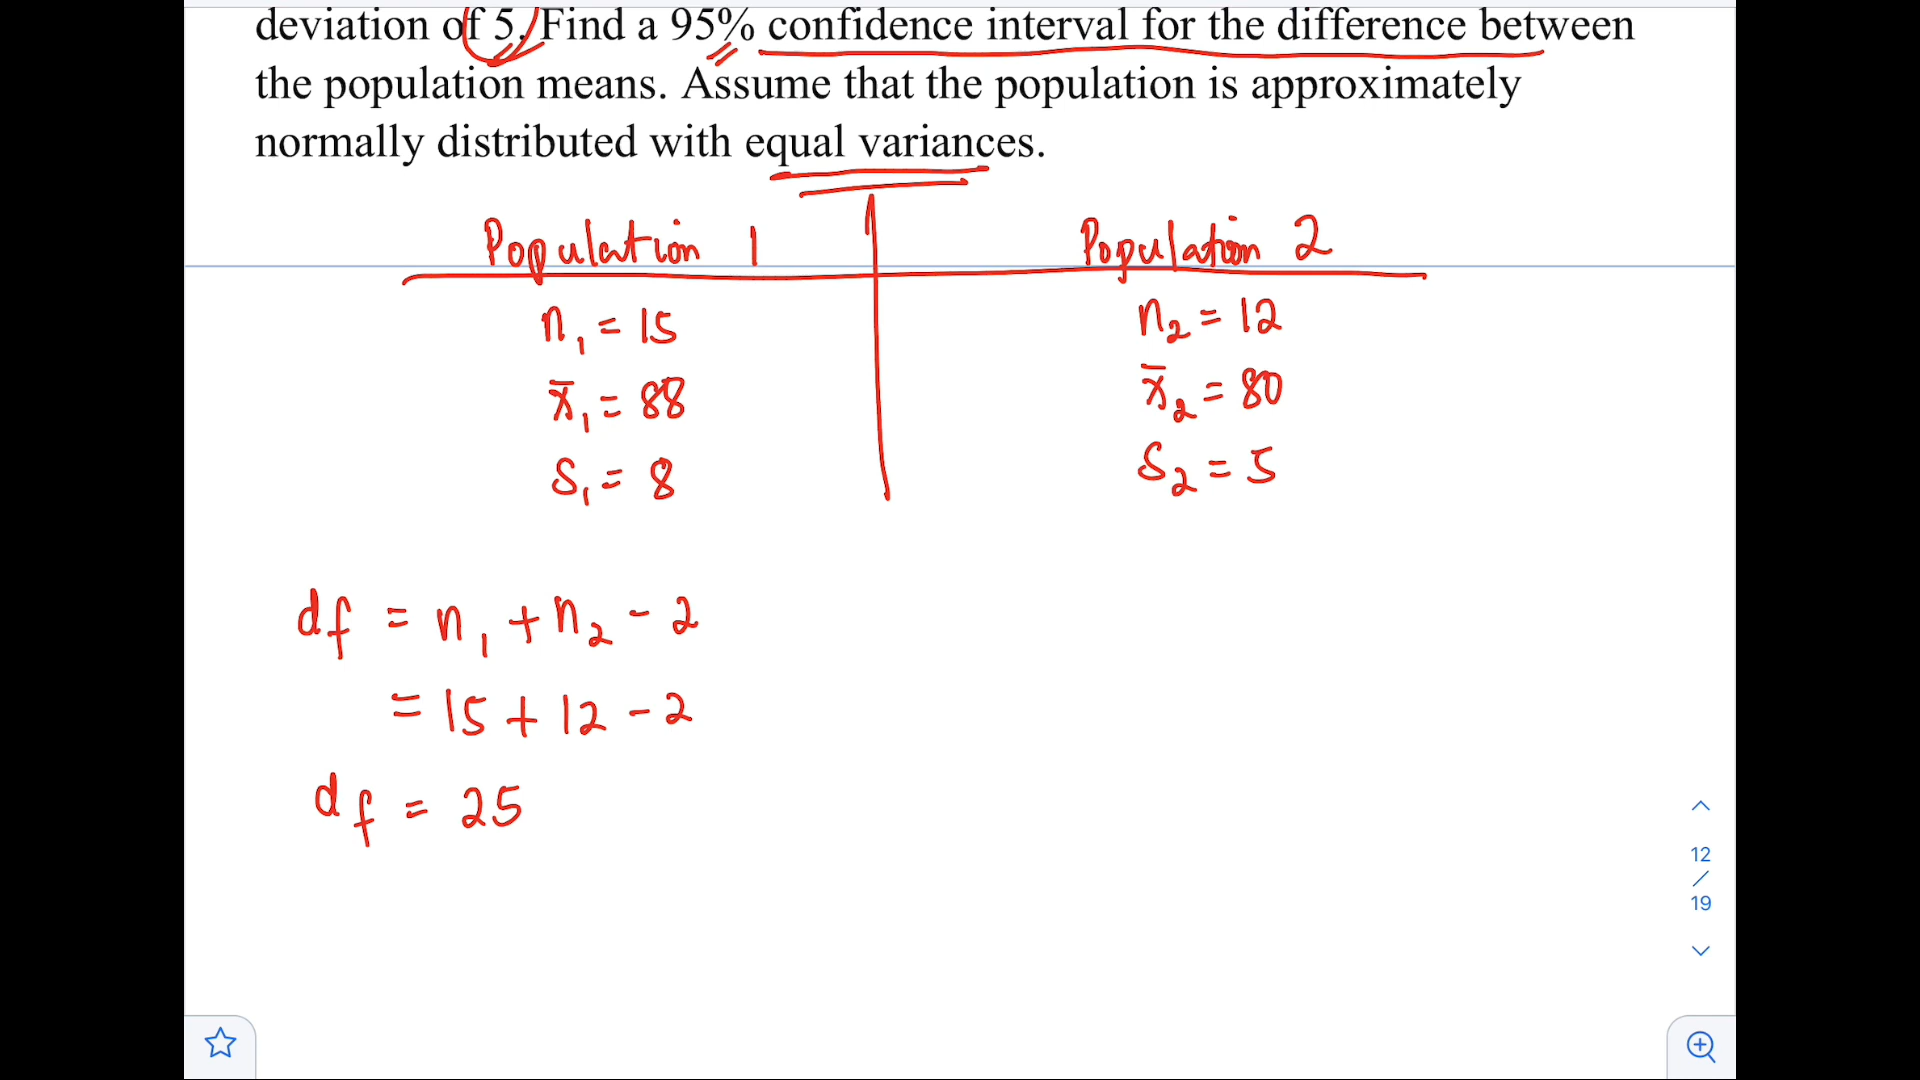 deviation of 5. Find a 95% confidence interval for the difference between
the population means. Assume that the population is approximately
normally distributed with equal variances.
Population 1
n₁ = 15
x̄₁ = 88
S₁ = 8
Population 2
n₂ = 12
x̄₂ = 80
S₂ = 5
df = n₁ + n₂ - 2
= 15 + 12 - 2
df = 25
12
/
19